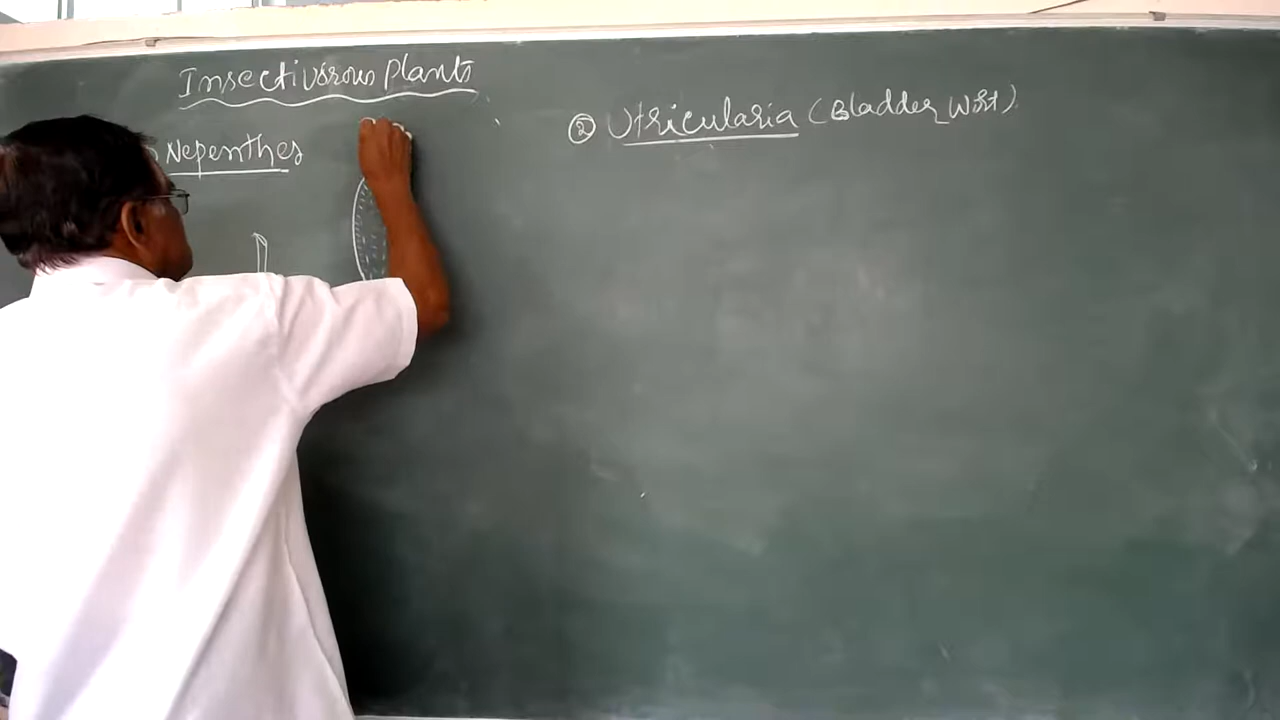 Insectivorous Plants
Nepenthes
② Utricularia (Bladder Wort)